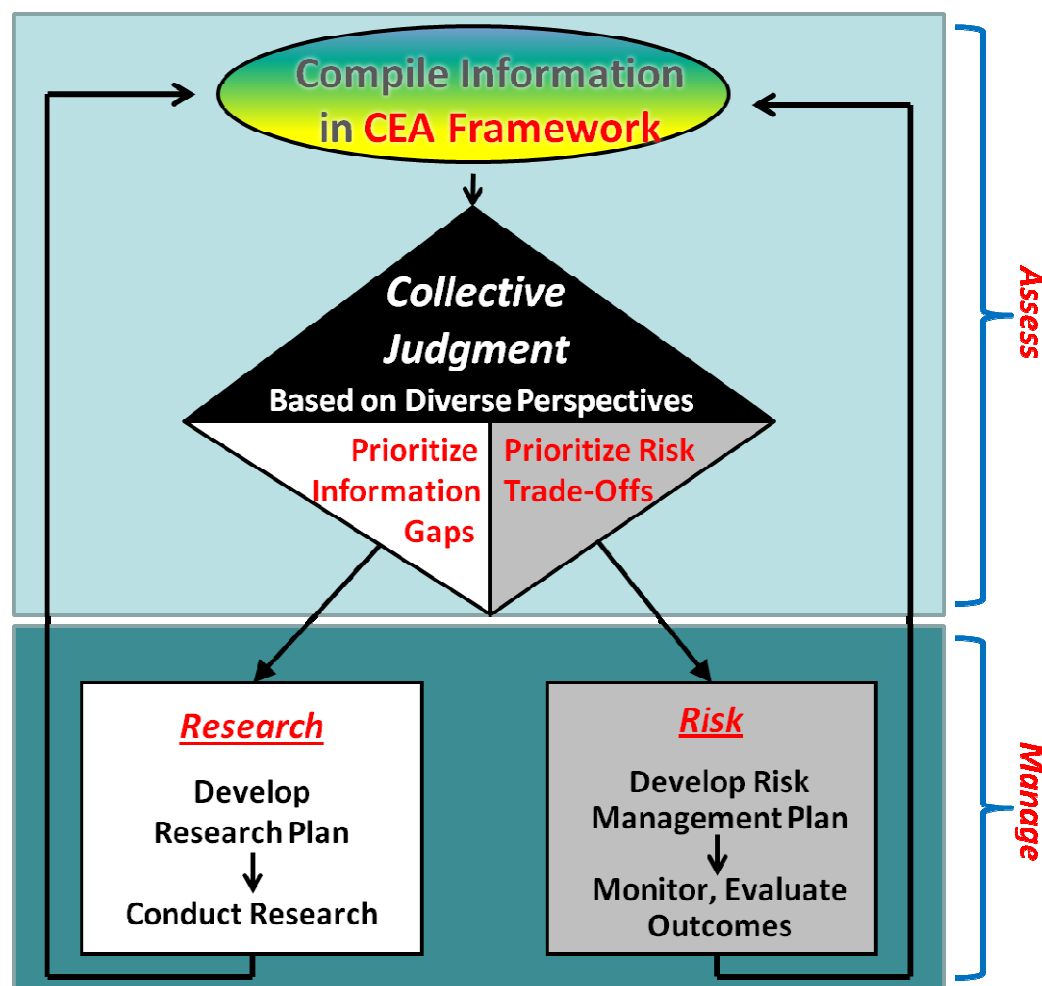 Compile Information
in CEA Framework
Collective
Judgment
Based on Diverse Perspectives
Prioritize
Information
Gaps
Prioritize Risk
Trade-Offs
Assess
Research
Develop
Research Plan
Conduct Research
Risk
Develop Risk
Management Plan
Monitor, Evaluate
Outcomes
Manage